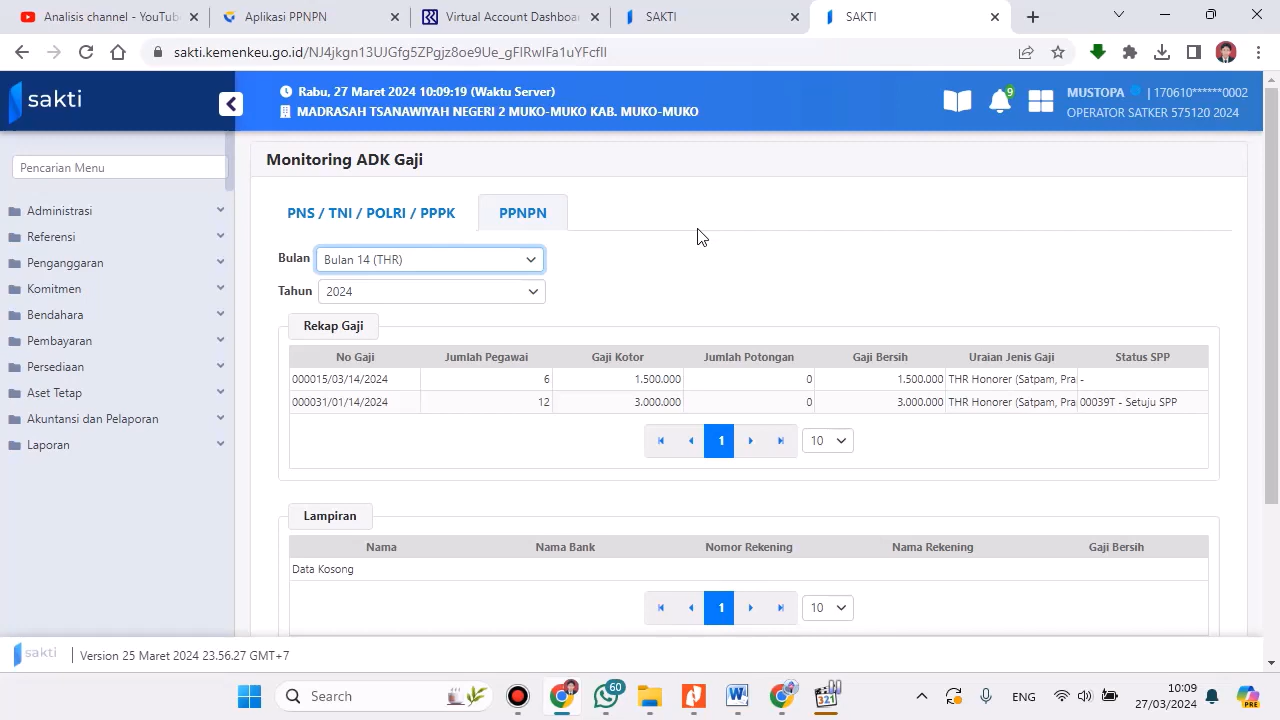 Analisis channel - YouTub
Aplikasi PPNPN
Virtual Account Dashboa
SAKTI
SAKTI
sakti.kemenkeu.go.id/NJ4jkgn13UJGfg5ZPgjz8oe9Ue_gFIRwIFa1uYFcfII
sakti
Rabu, 27 Maret 2024 10:09:19 (Waktu Server)
MADRASAH TSANAWIYAH NEGERI 2 MUKO-MUKO KAB. MUKO-MUKO
9
MUSTOPA | 170610******0002
OPERATOR SATKER 575120 2024
Pencarian Menu
Administrasi
Referensi
Penganggaran
Komitmen
Bendahara
Pembayaran
Persediaan
Aset Tetap
Akuntansi dan Pelaporan
Laporan
Monitoring ADK Gaji
PNS / TNI / POLRI / PPPK
PPNPN
Bulan Bulan 14 (THR)
Tahun 2024
Rekap Gaji
No Gaji Jumlah Pegawai Gaji Kotor Jumlah Potongan Gaji Bersih Uraian Jenis Gaji Status SPP
000015/03/14/2024 6 1.500.000 0 1.500.000 THR Honorer (Satpam, Pra -
000031/01/14/2024 12 3.000.000 0 3.000.000 THR Honorer (Satpam, Pra 00039T - Setuju SPP
1 10
Lampiran
Nama Nama Bank Nomor Rekening Nama Rekening Gaji Bersih
Data Kosong
1 10
sakti | Version 25 Maret 2024 23.56.27 GMT+7
Search
60
321
ENG
10:09
27/03/2024
PRE